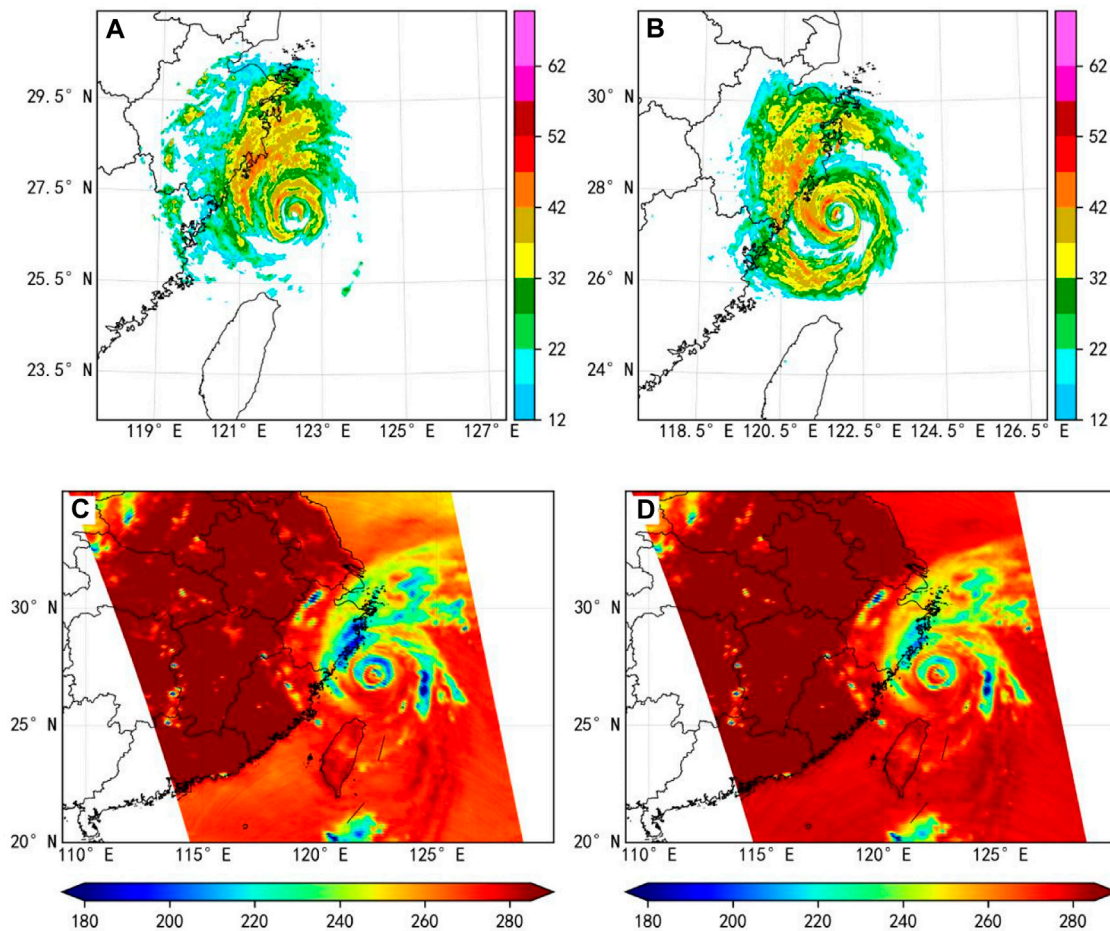 A
B
62
52
42
32
22
12
29.5° N
27.5° N
25.5° N
23.5° N
119° E
121° E
123° E
125° E
127° E
62
52
42
32
22
12
30° N
28° N
26° N
24° N
118.5° E
120.5° E
122.5° E
124.5° E
126.5° E
C
D
30° N
25° N
20° N
110° E
115° E
120° E
125° E
30° N
25° N
20° N
110° E
115° E
120° E
125° E
180
200
220
240
260
280
180
200
220
240
260
280